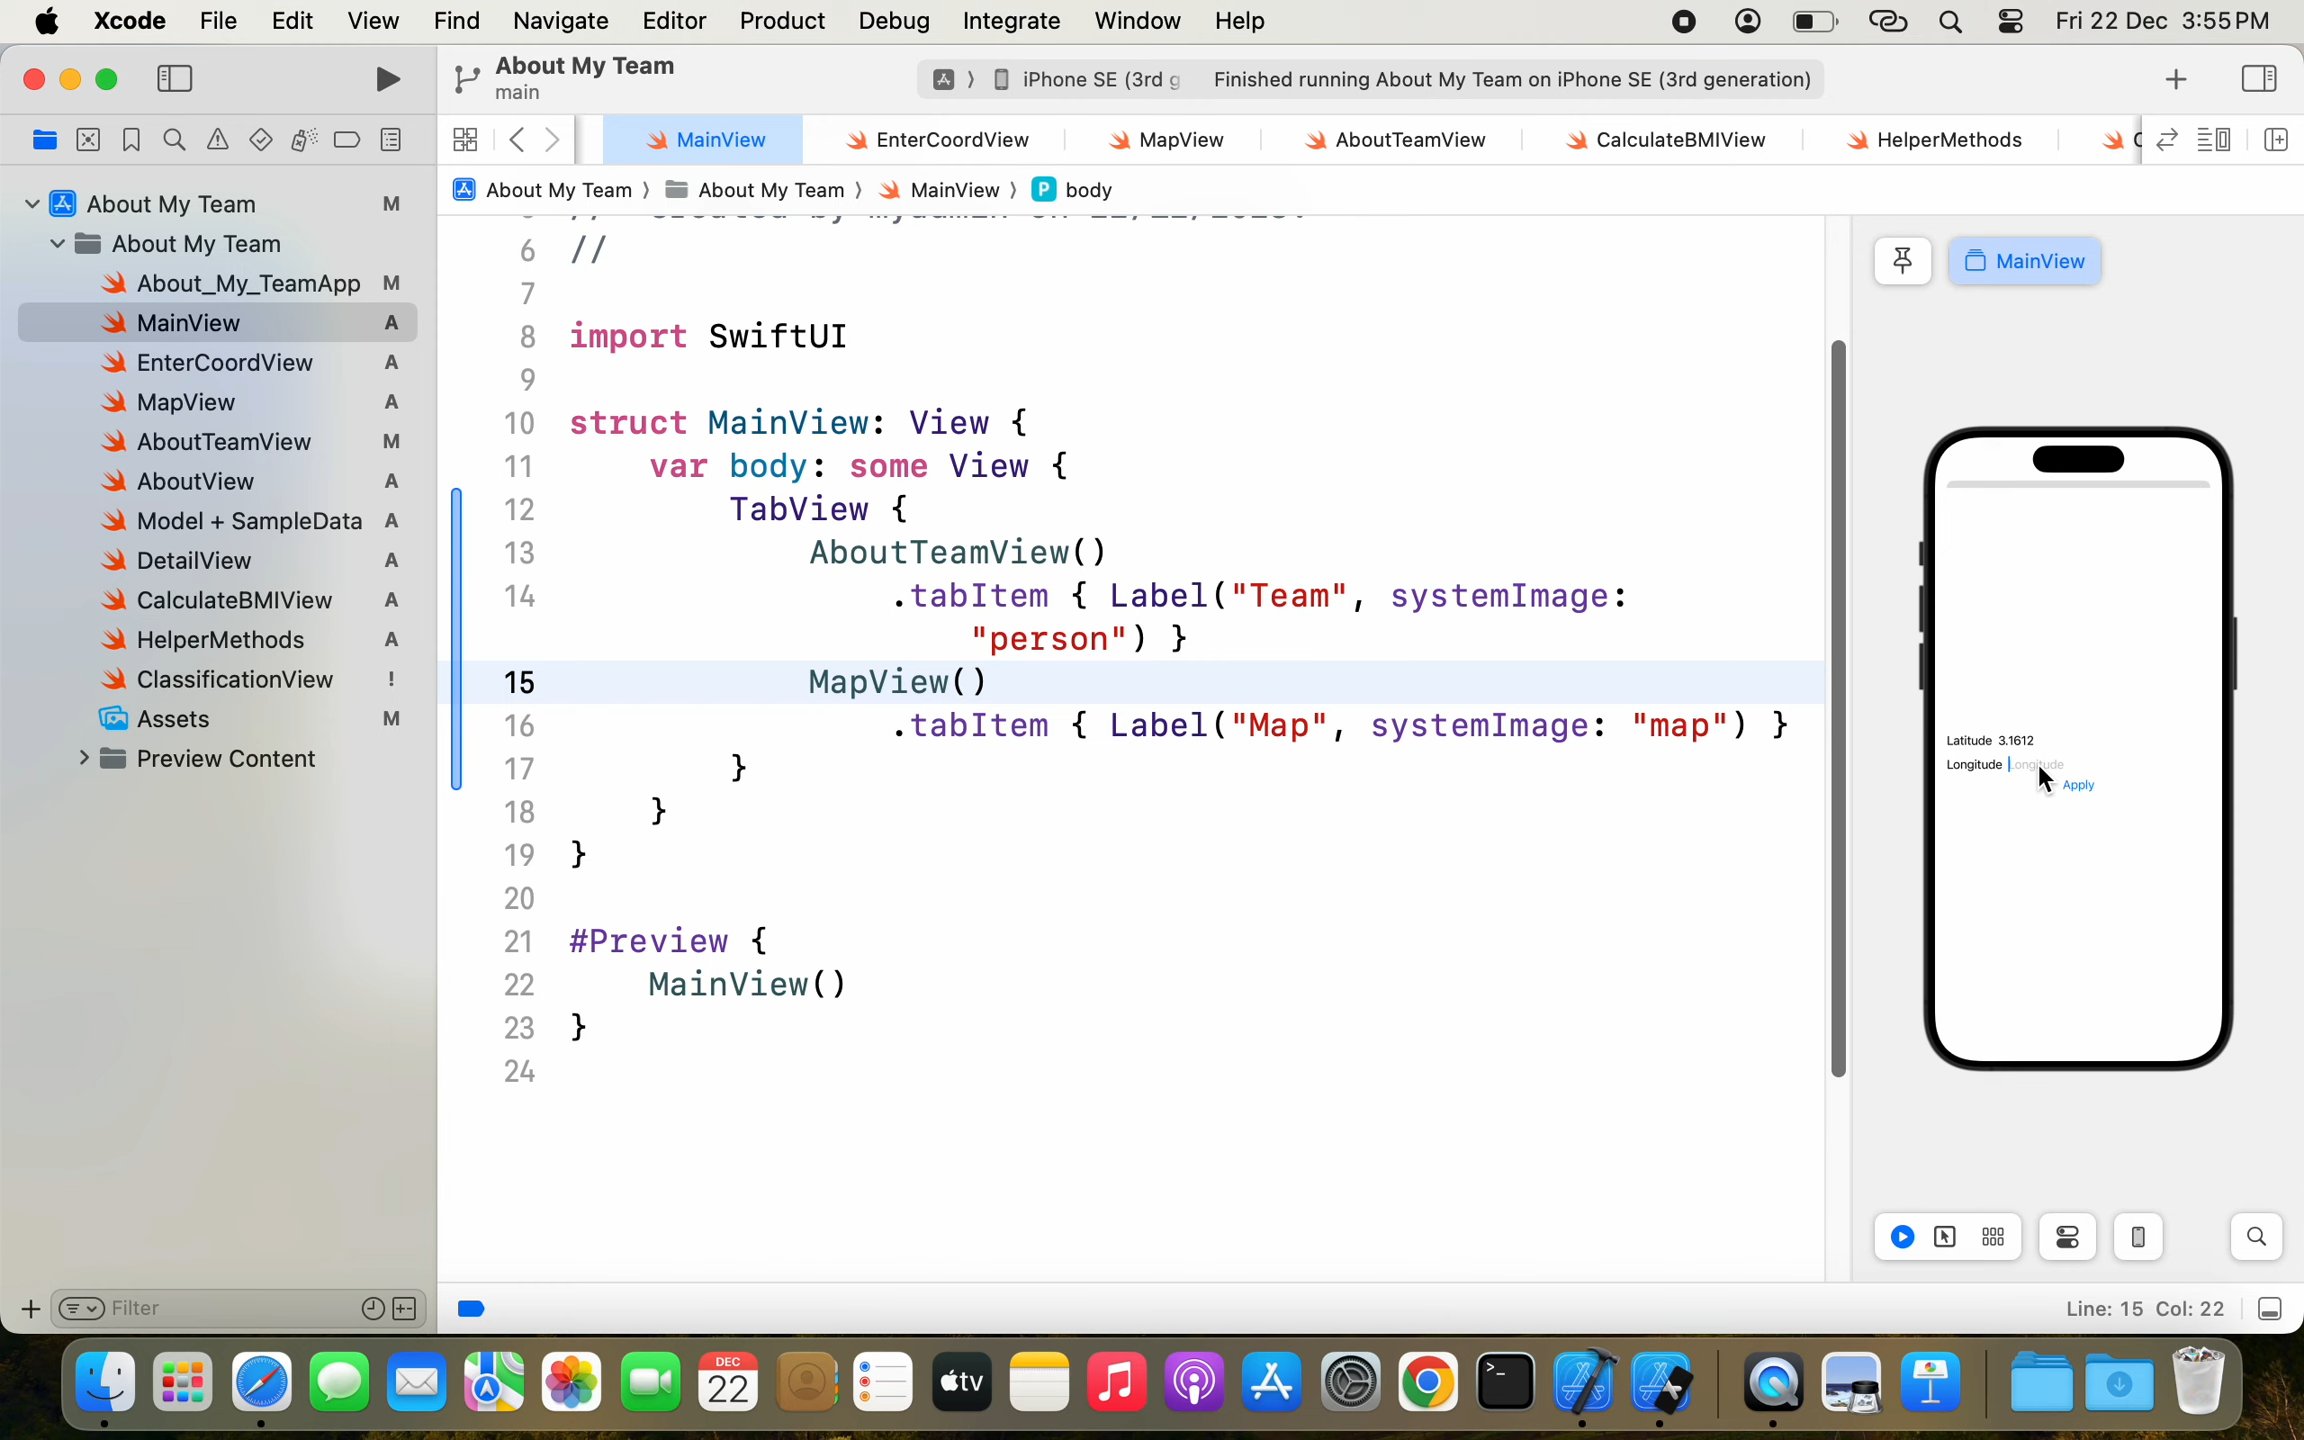 Xcode File Edit View Find Navigate Editor Product Debug Integrate Window Help Fri 22 Dec 3:55 PM
About My Team
main
iPhone SE (3rd g Finished running About My Team on iPhone SE (3rd generation)
MainView EnterCoordView MapView AboutTeamView CalculateBMIView HelperMethods C
About My Team 〉 About My Team 〉 MainView 〉 P body
About My Team M
About My Team
About_My_TeamApp M
MainView A
EnterCoordView A
MapView A
AboutTeamView M
AboutView A
Model + SampleData A
DetailView A
CalculateBMIView A
HelperMethods A
ClassificationView !
Assets M
Preview Content
Filter
6 //
7
8 import SwiftUI
9
10 struct MainView: View {
11 var body: some View {
12 TabView {
13 AboutTeamView()
14 .tabItem { Label("Team", systemImage:
"person") }
15 MapView()
16 .tabItem { Label("Map", systemImage: "map") }
17 }
18 }
19 }
20
21 #Preview {
22 MainView()
23 }
24
MainView
Latitude 3.1612
Longitude Longitude
Apply
Line: 15 Col: 22
DEC
22
tv